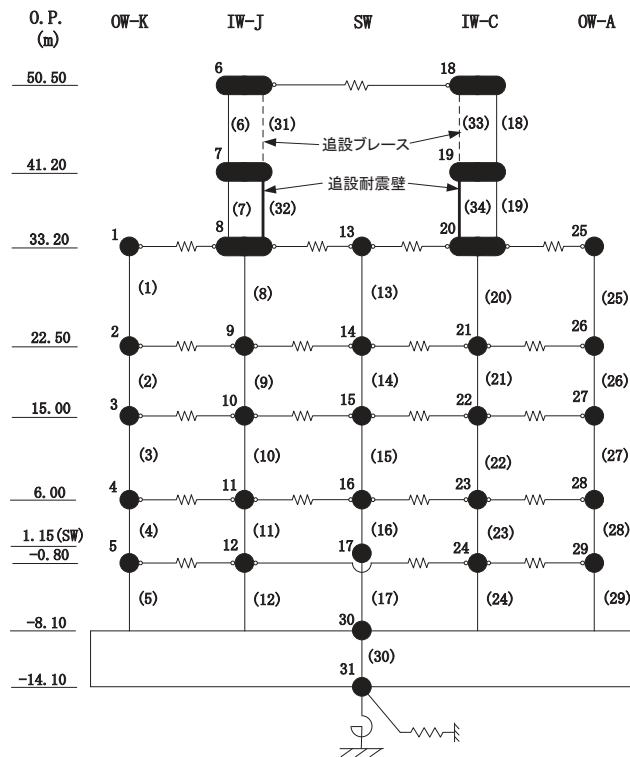 O.P. OW-K IW-J SW IW-C OW-A
(m)
50.50 6 18
(6) (31) (33) (18)
追設ブレース
41.20 7 19
追設耐震壁
(7) (32) (34) (19)
33.20 1 8 13 20 25
(1) (8) (13) (20) (25)
22.50 2 9 14 21 26
(2) (9) (14) (21) (26)
15.00 3 10 15 22 27
(3) (10) (15) (22) (27)
6.00 4 11 16 23 28
(4) (11) (16) (23) (28)
1.15(SW) 17
-0.80 5 12 24 29
(5) (12) (17) (24) (29)
-8.10 30
(30)
-14.10 31